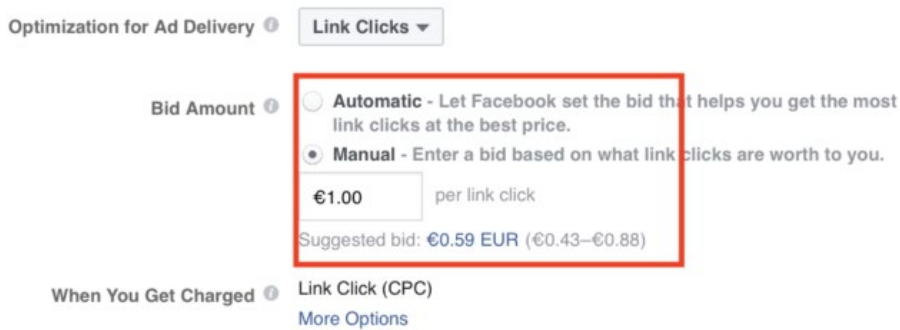 Optimization for Ad Delivery Link Clicks
Bid Amount Automatic - Let Facebook set the bid that helps you get the most
link clicks at the best price.
Manual - Enter a bid based on what link clicks are worth to you.
€1.00 per link click
Suggested bid: €0.59 EUR (€0.43–€0.88)
When You Get Charged Link Click (CPC)
More Options